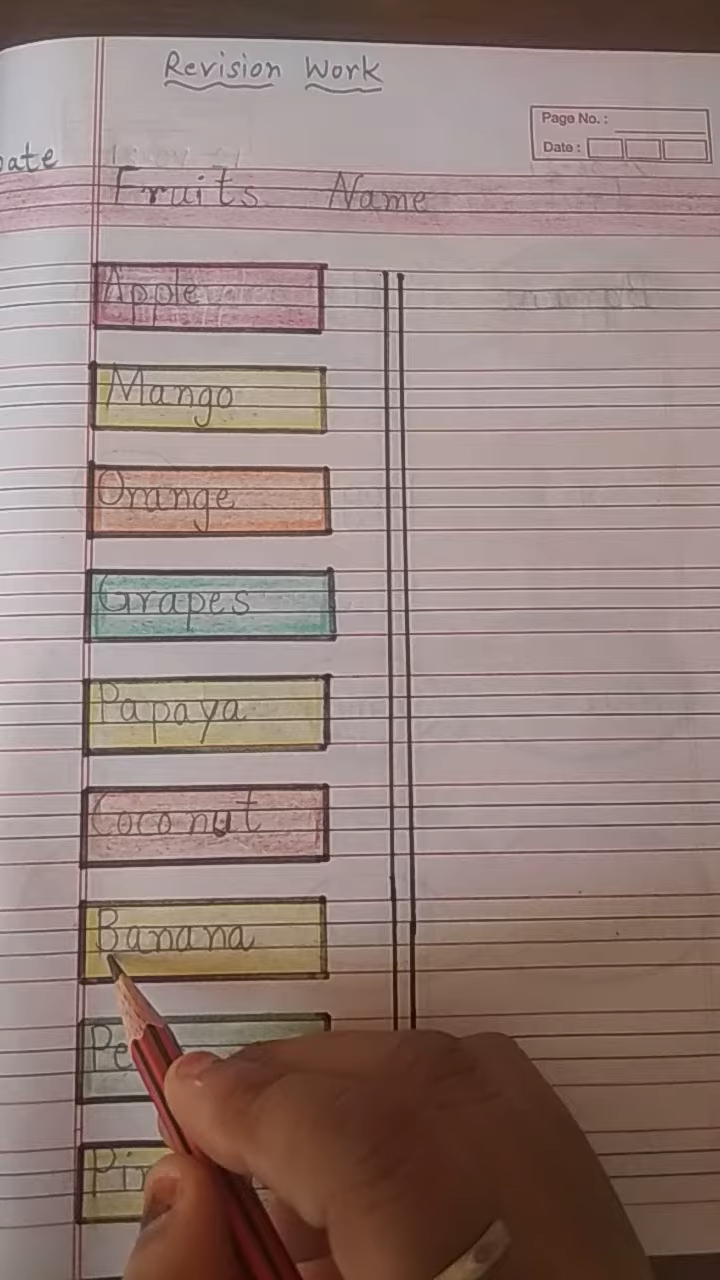 Revision Work
Page No. :
Date :
Date
Fruits Name
Apple
Mango
Orange
Grapes
Papaya
Coconut
Banana